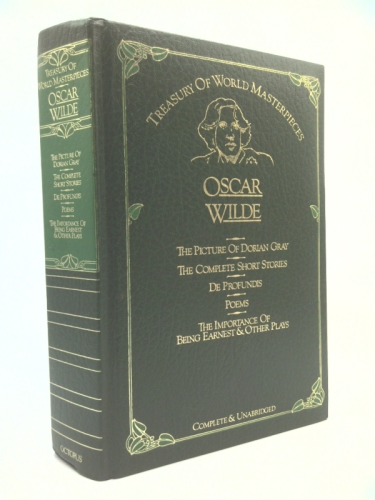 TREASURY OF
WORLD MASTERPIECES
OSCAR
WILDE
THE PICTURE OF
DORIAN GRAY
THE COMPLETE
SHORT STORIES
DE PROFUNDIS
POEMS
THE IMPORTANCE OF
BEING EARNEST
& OTHER PLAYS
OCTOPUS
TREASURY OF WORLD MASTERPIECES
OSCAR
WILDE
THE PICTURE OF DORIAN GRAY
THE COMPLETE SHORT STORIES
DE PROFUNDIS
POEMS
THE IMPORTANCE OF
BEING EARNEST & OTHER PLAYS
COMPLETE & UNABRIDGED